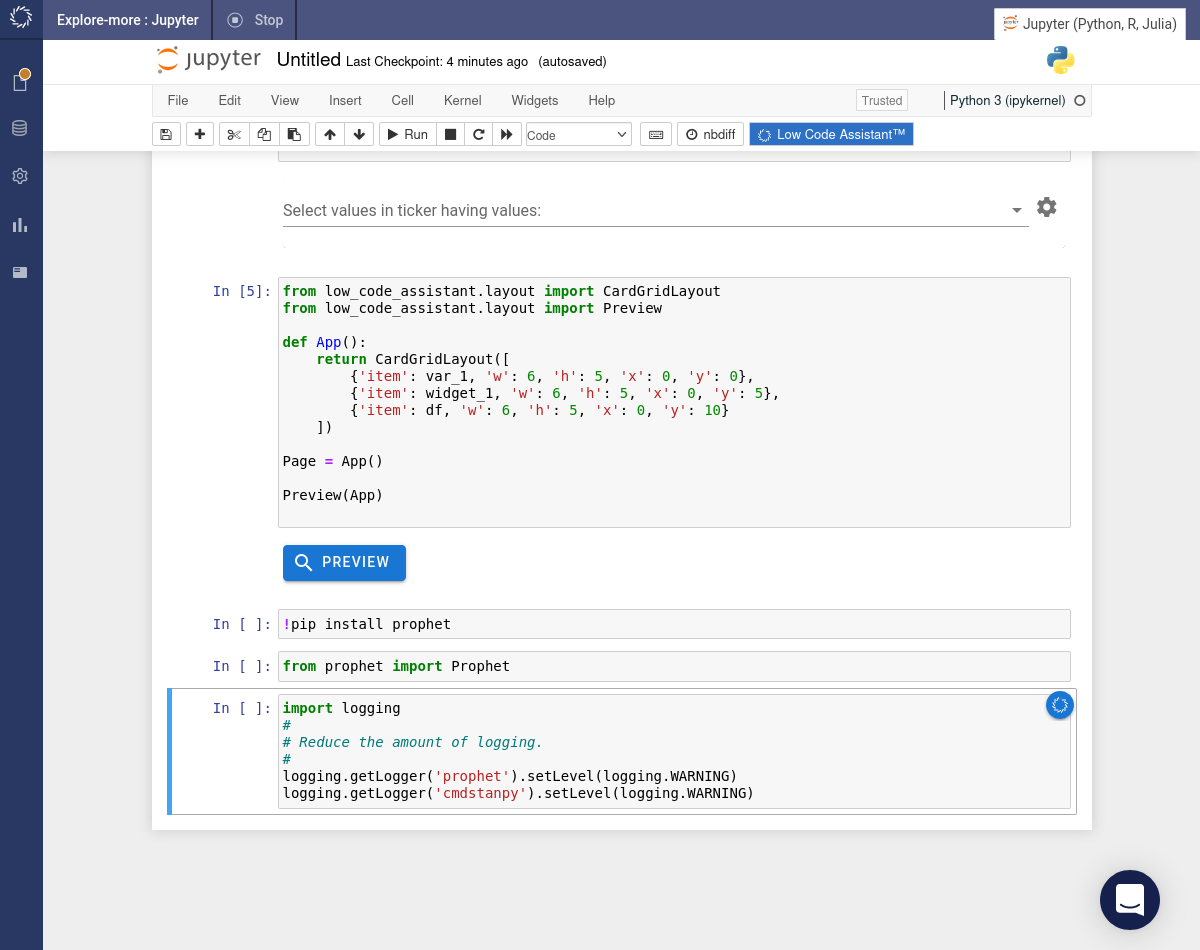 Explore-more : Jupyter
Stop
Jupyter (Python, R, Julia)
jupyter Untitled Last Checkpoint: 4 minutes ago (autosaved)
File Edit View Insert Cell Kernel Widgets Help Trusted Python 3 (ipykernel)
Run Code nbdiff Low Code Assistant™
Select values in ticker having values:
In [5]: from low_code_assistant.layout import CardGridLayout
from low_code_assistant.layout import Preview
def App():
    return CardGridLayout([
        {'item': var_1, 'w': 6, 'h': 5, 'x': 0, 'y': 0},
        {'item': widget_1, 'w': 6, 'h': 5, 'x': 0, 'y': 5},
        {'item': df, 'w': 6, 'h': 5, 'x': 0, 'y': 10}
    ])
Page = App()
Preview(App)
PREVIEW
In [ ]: !pip install prophet
In [ ]: from prophet import Prophet
In [ ]: import logging
#
# Reduce the amount of logging.
#
logging.getLogger('prophet').setLevel(logging.WARNING)
logging.getLogger('cmdstanpy').setLevel(logging.WARNING)